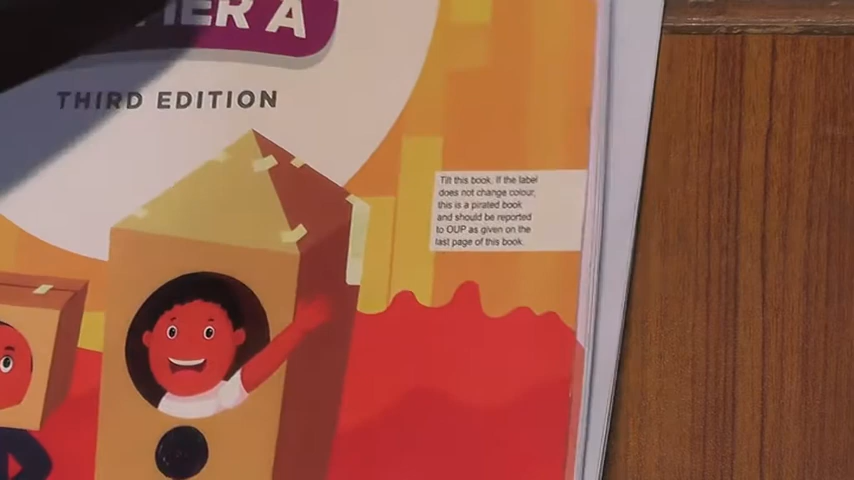 A
THIRD EDITION
Tilt this book. If the label
does not change colour,
this is a pirated book
and should be reported
to OUP as given on the
last page of this book.